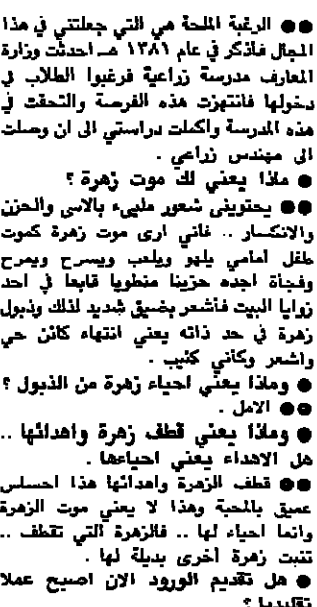 ●● الرغبة الملحة هي التي جعلتني في هذا
المجال فأذكر في عام ١٣٨١ هـ احدثت وزارة
المعارف مدرسة زراعية فرغبوا الطلاب في
دخولها فانتهزت هذه الفرصة والتحقت في
هذه المدرسة واكملت دراستي الى ان وصلت
الى مهندس زراعي .
● ماذا يعني لك موت زهرة ؟
●● يحتويني شعور مليء بالاسى والحزن
والانكسار .. فأني ارى موت زهرة كموت
طفل امامي يلهو ويلعب ويسرح ويمرح
وفجأة اجده حزينا منطويا قابعا في احد
زوايا البيت فأشعر بضيق شديد لذلك وذبول
زهرة في حد ذاته يعني انتهاء كائن حي
واشعر وكأني كئيب .
● وماذا يعني احياء زهرة من الذبول ؟
●● الامل .
● وماذا يعني قطف زهرة واهدائها ..
هل الاهداء يعني احياءها .
●● قطف الزهرة واهدائها هذا احساس
عميق بالمحبة وهذا لا يعني موت الزهرة
وانما احياء لها .. فالزهرة التي تقطف ..
تنبت زهرة أخرى بديلة لها .
● هل تقديم الورود الان اصبح عملا
تقليديا ؟